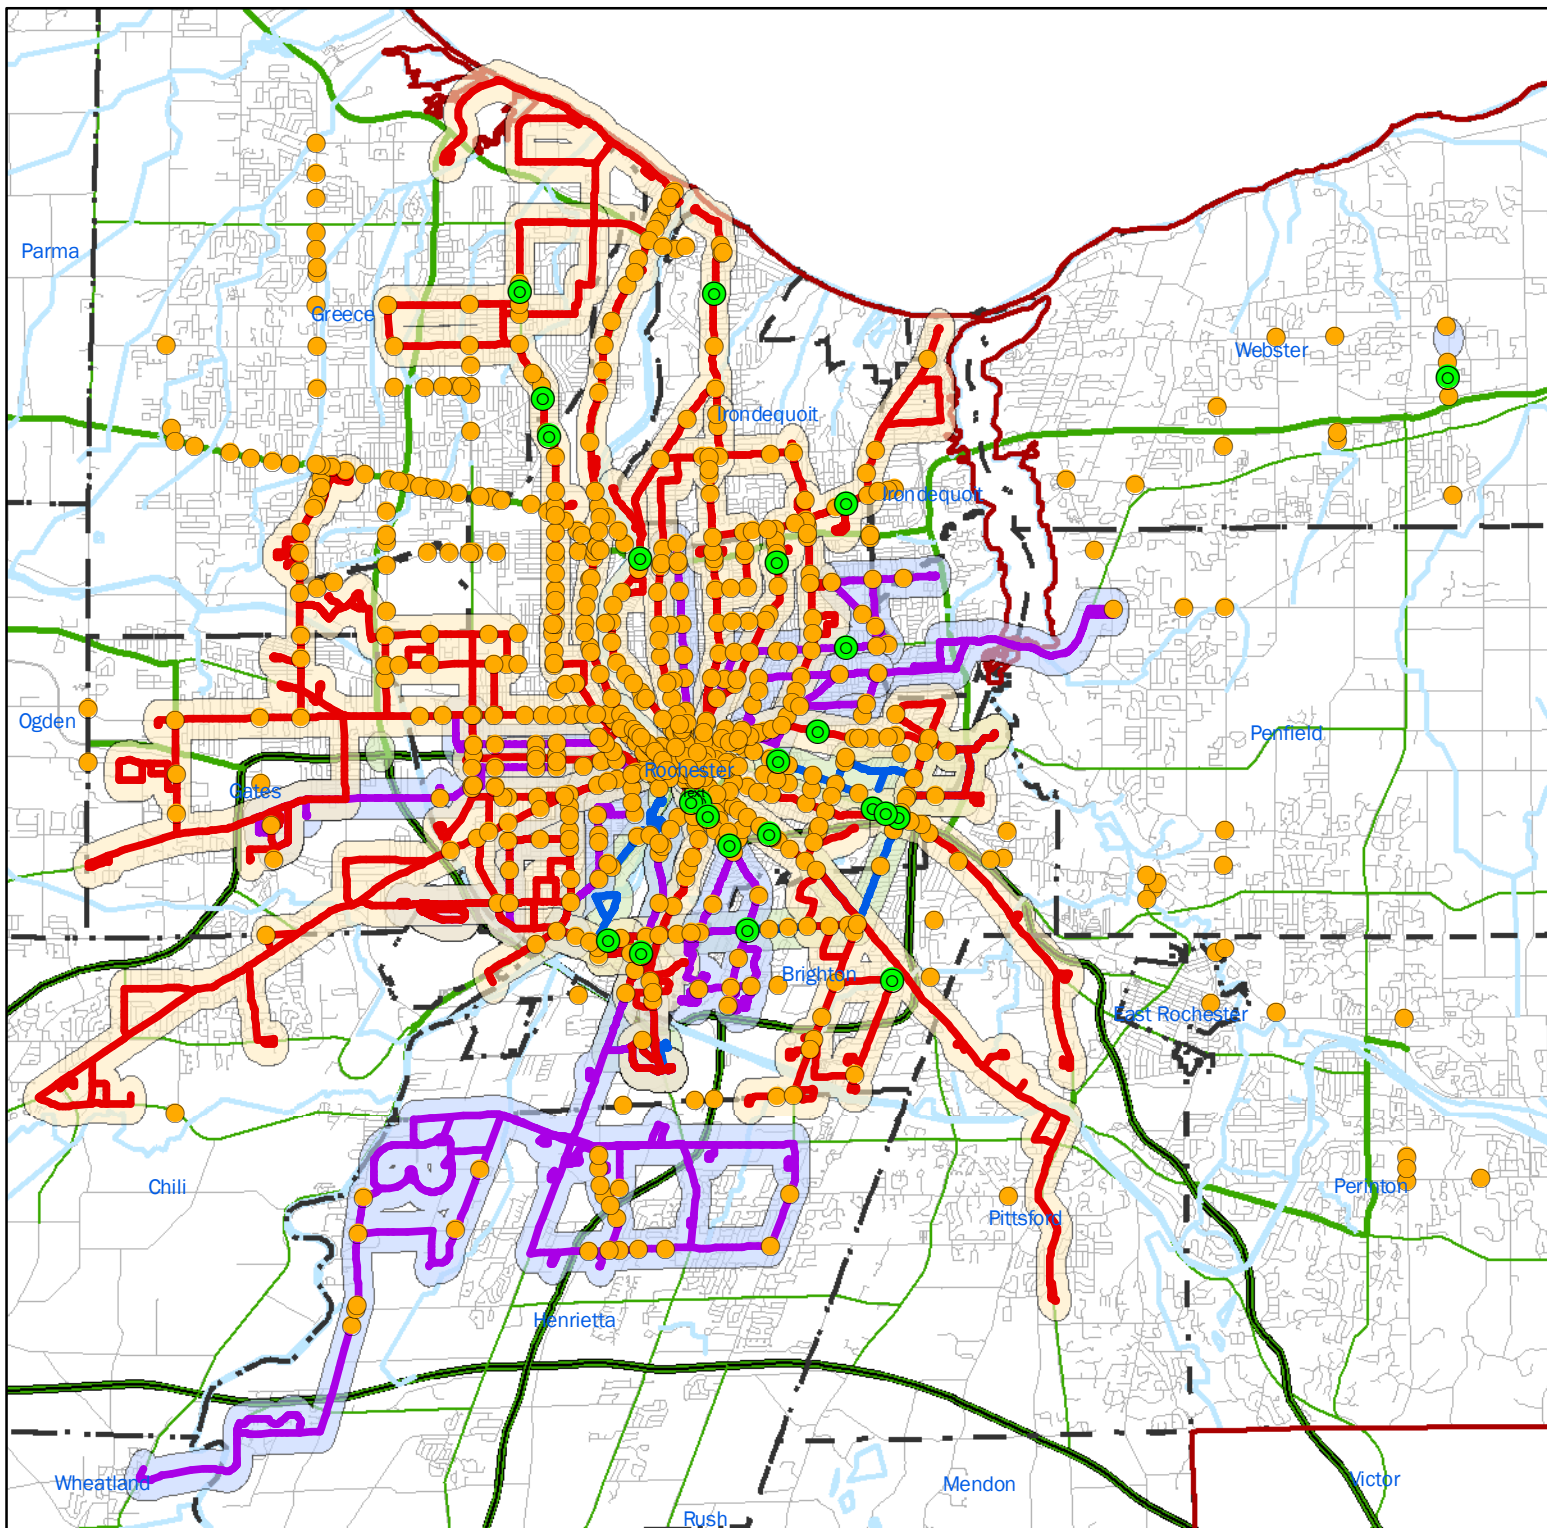 Parma
Greece
Webster
Irondequoit
Irondequoit
Ogden
Penfield
Rochester
Text
Gates
Brighton
East Rochester
Chili
Perinton
Pittsford
Henrietta
Wheatland
Mendon
Victor
Rush